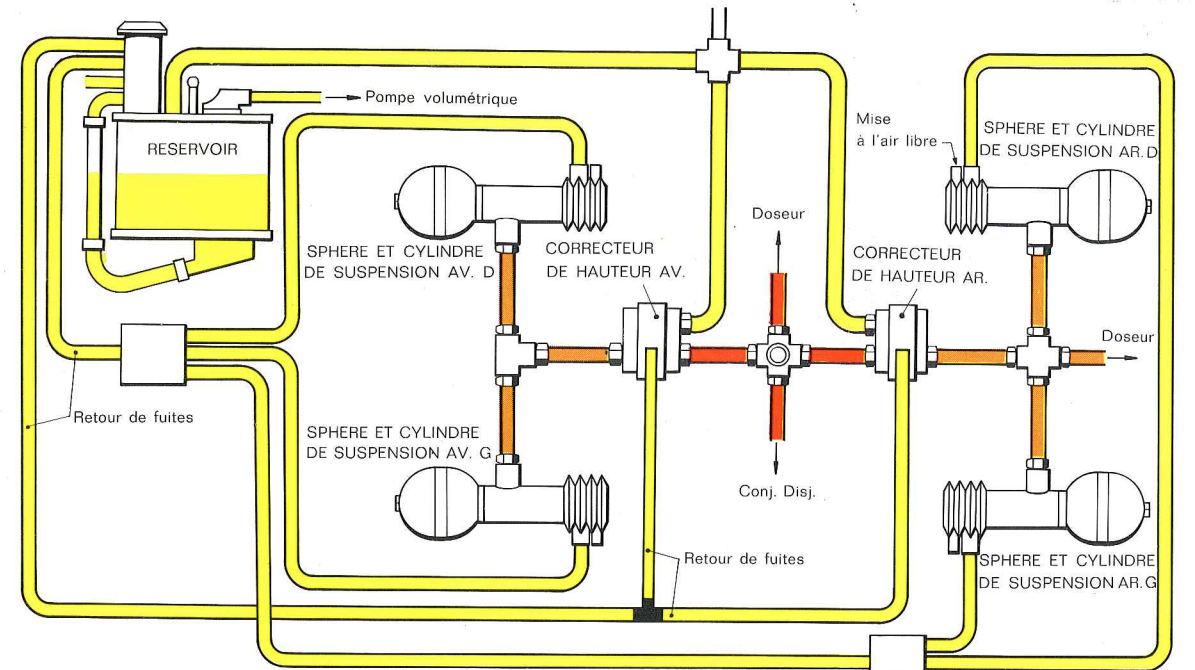 Pompe volumétrique
RESERVOIR
Mise
à l'air libre
SPHERE ET CYLINDRE
DE SUSPENSION AR. D
Doseur
SPHERE ET CYLINDRE
DE SUSPENSION AV. D
CORRECTEUR
DE HAUTEUR AV.
CORRECTEUR
DE HAUTEUR AR.
Doseur
Retour de fuites
SPHERE ET CYLINDRE
DE SUSPENSION AV. G
Conj. Disj.
Retour de fuites
SPHERE ET CYLINDRE
DE SUSPENSION AR. G